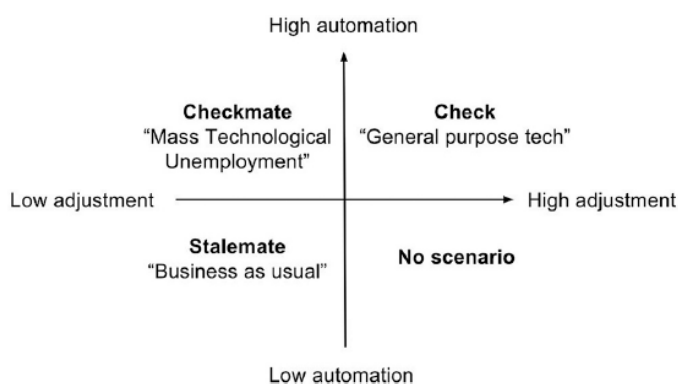 High automation
Checkmate
“Mass Technological
Unemployment”
Check
“General purpose tech”
Low adjustment
High adjustment
Stalemate
“Business as usual”
No scenario
Low automation